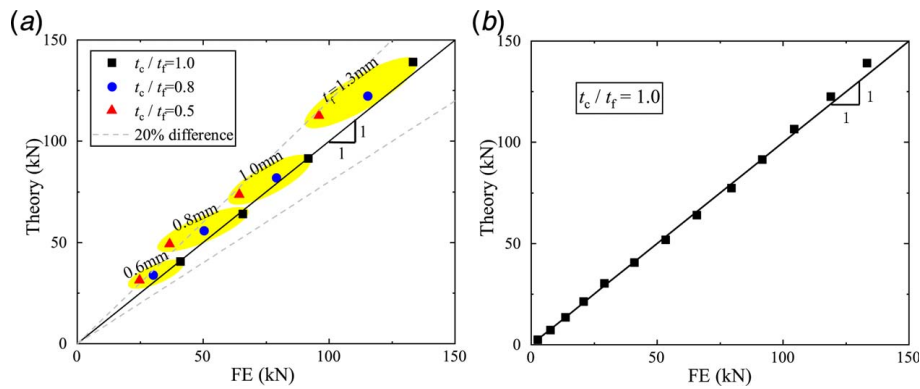 (a)
150
100
50
0
Theory (kN)
t_c / t_f=1.0
t_c / t_f=0.8
t_c / t_f=0.5
20% difference
t_f=1.3mm
1.0mm
0.8mm
0.6mm
1
1
0
50
100
150
FE (kN)
(b)
150
100
50
0
Theory (kN)
t_c / t_f = 1.0
1
1
0
50
100
150
FE (kN)